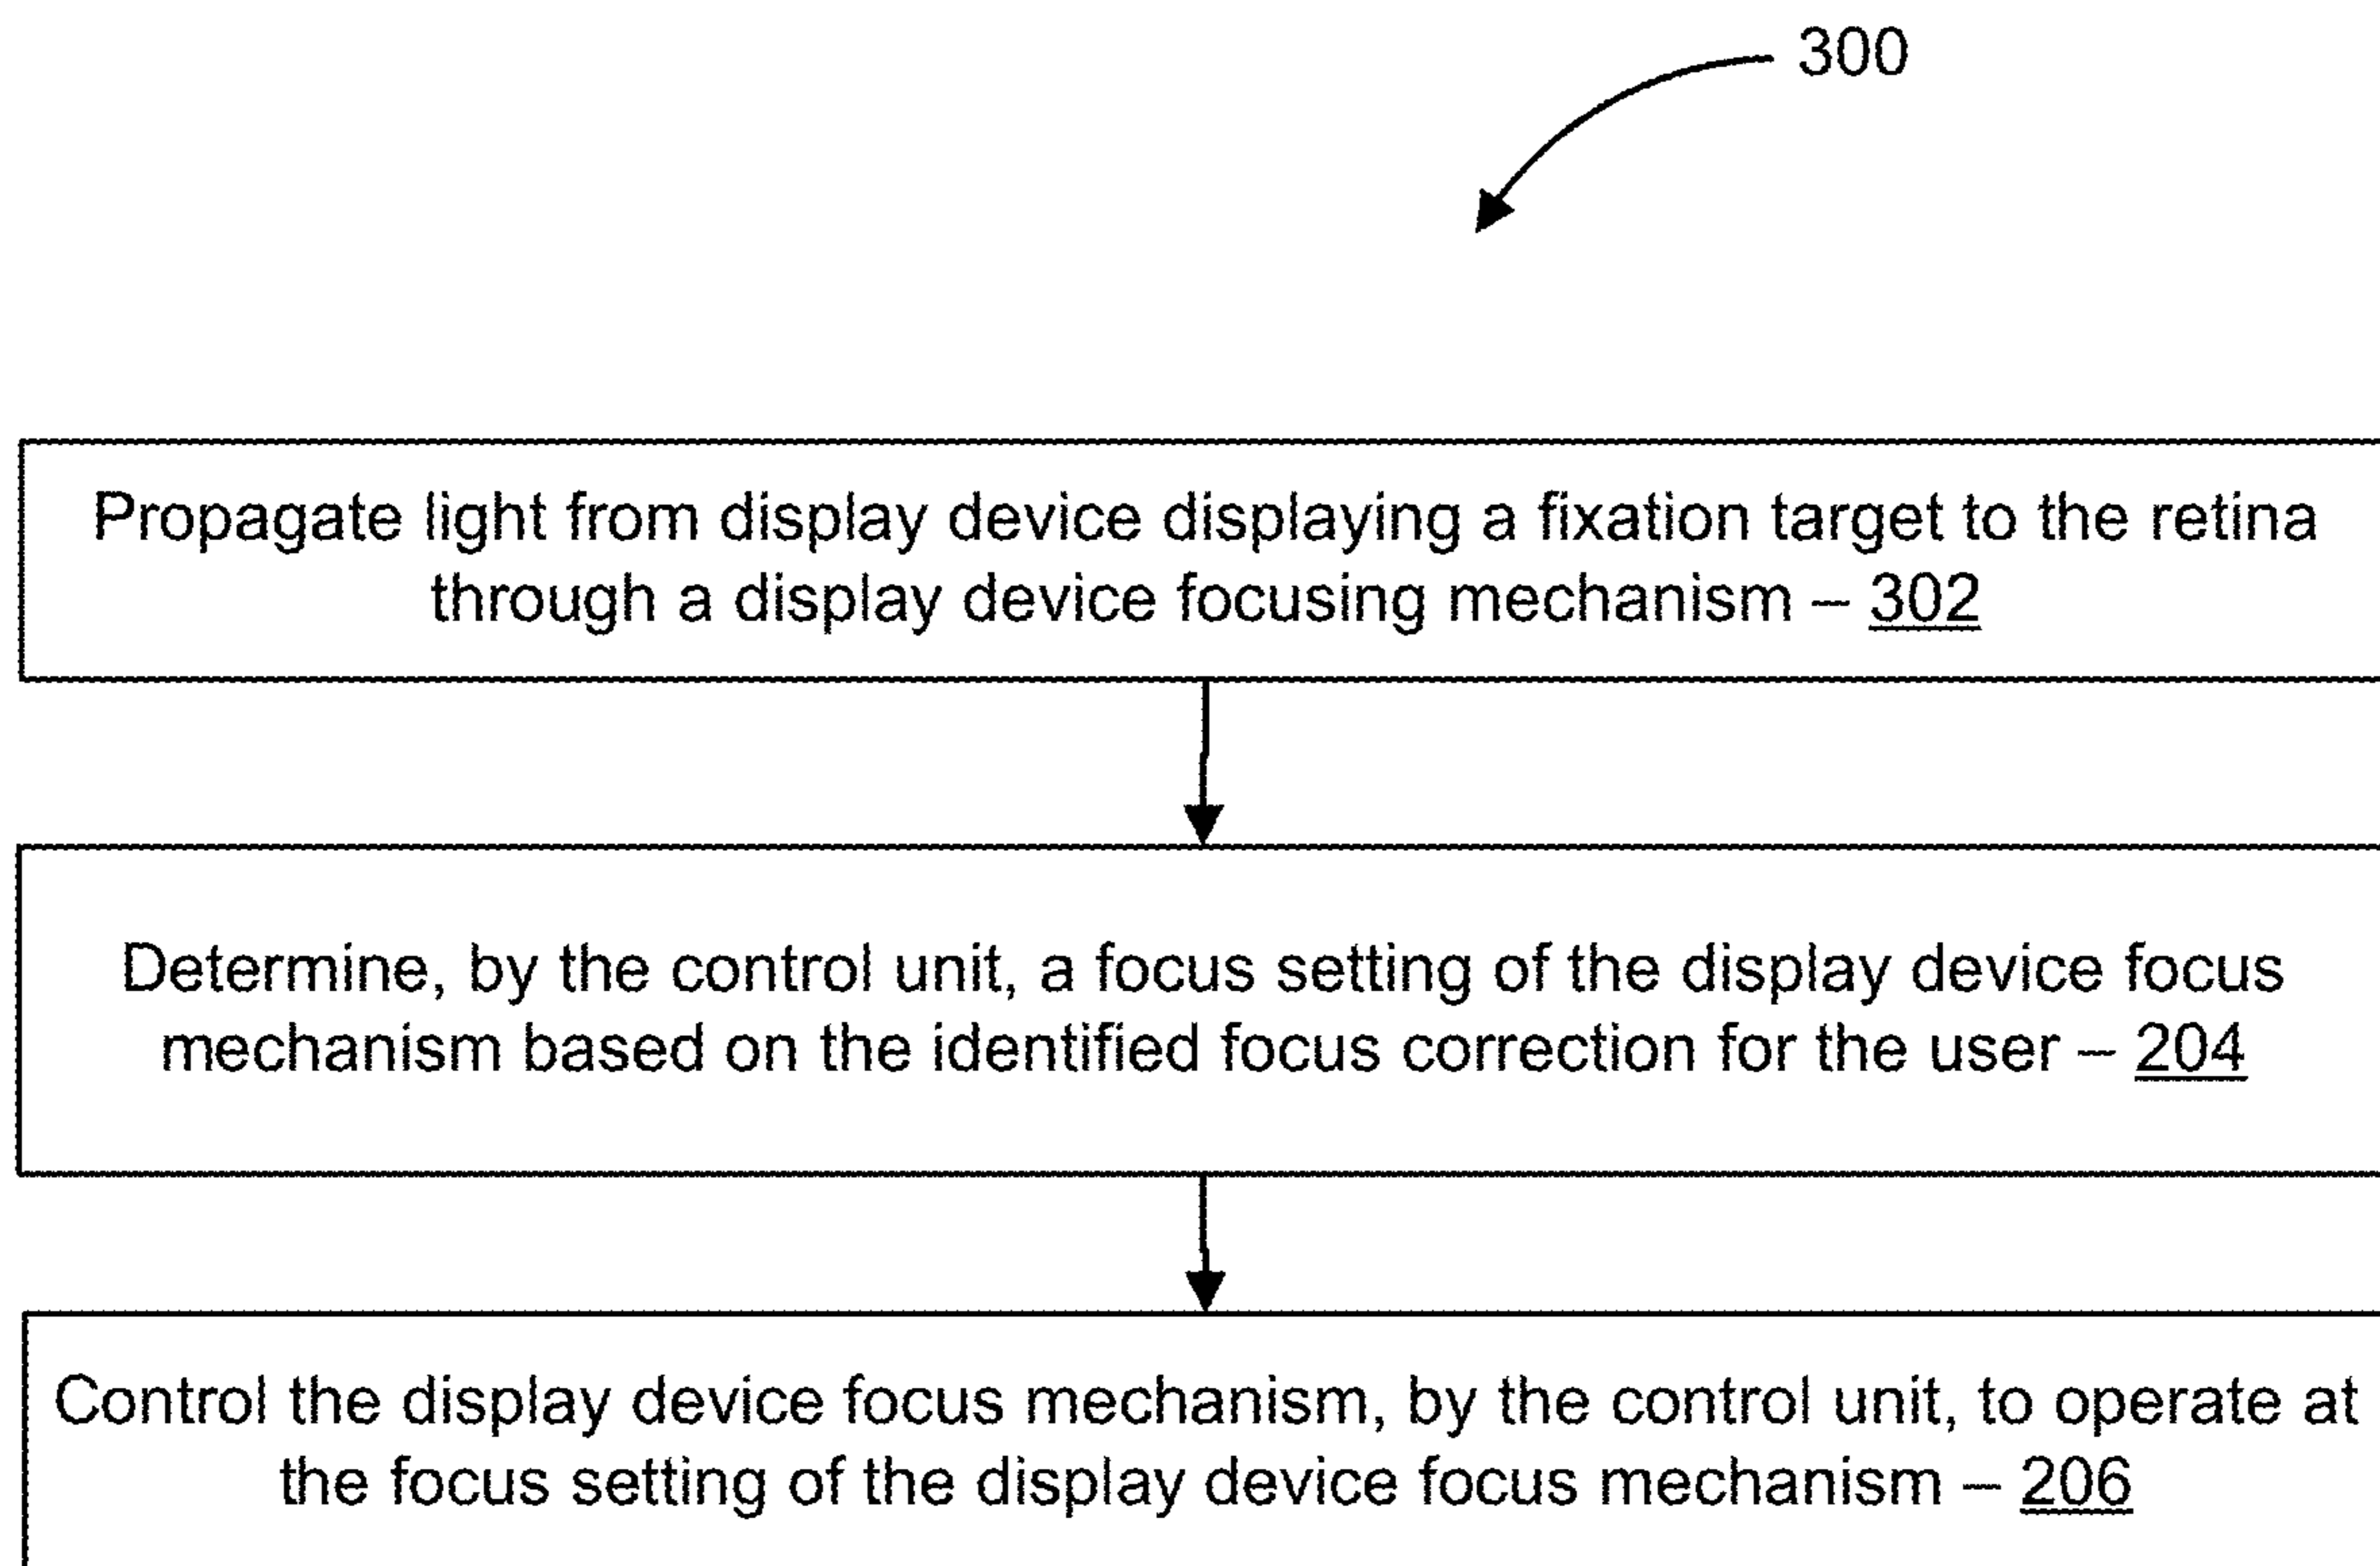 300
Propagate light from display device displaying a fixation target to the retina
through a display device focusing mechanism – 302
Determine, by the control unit, a focus setting of the display device focus
mechanism based on the identified focus correction for the user – 204
Control the display device focus mechanism, by the control unit, to operate at
the focus setting of the display device focus mechanism – 206